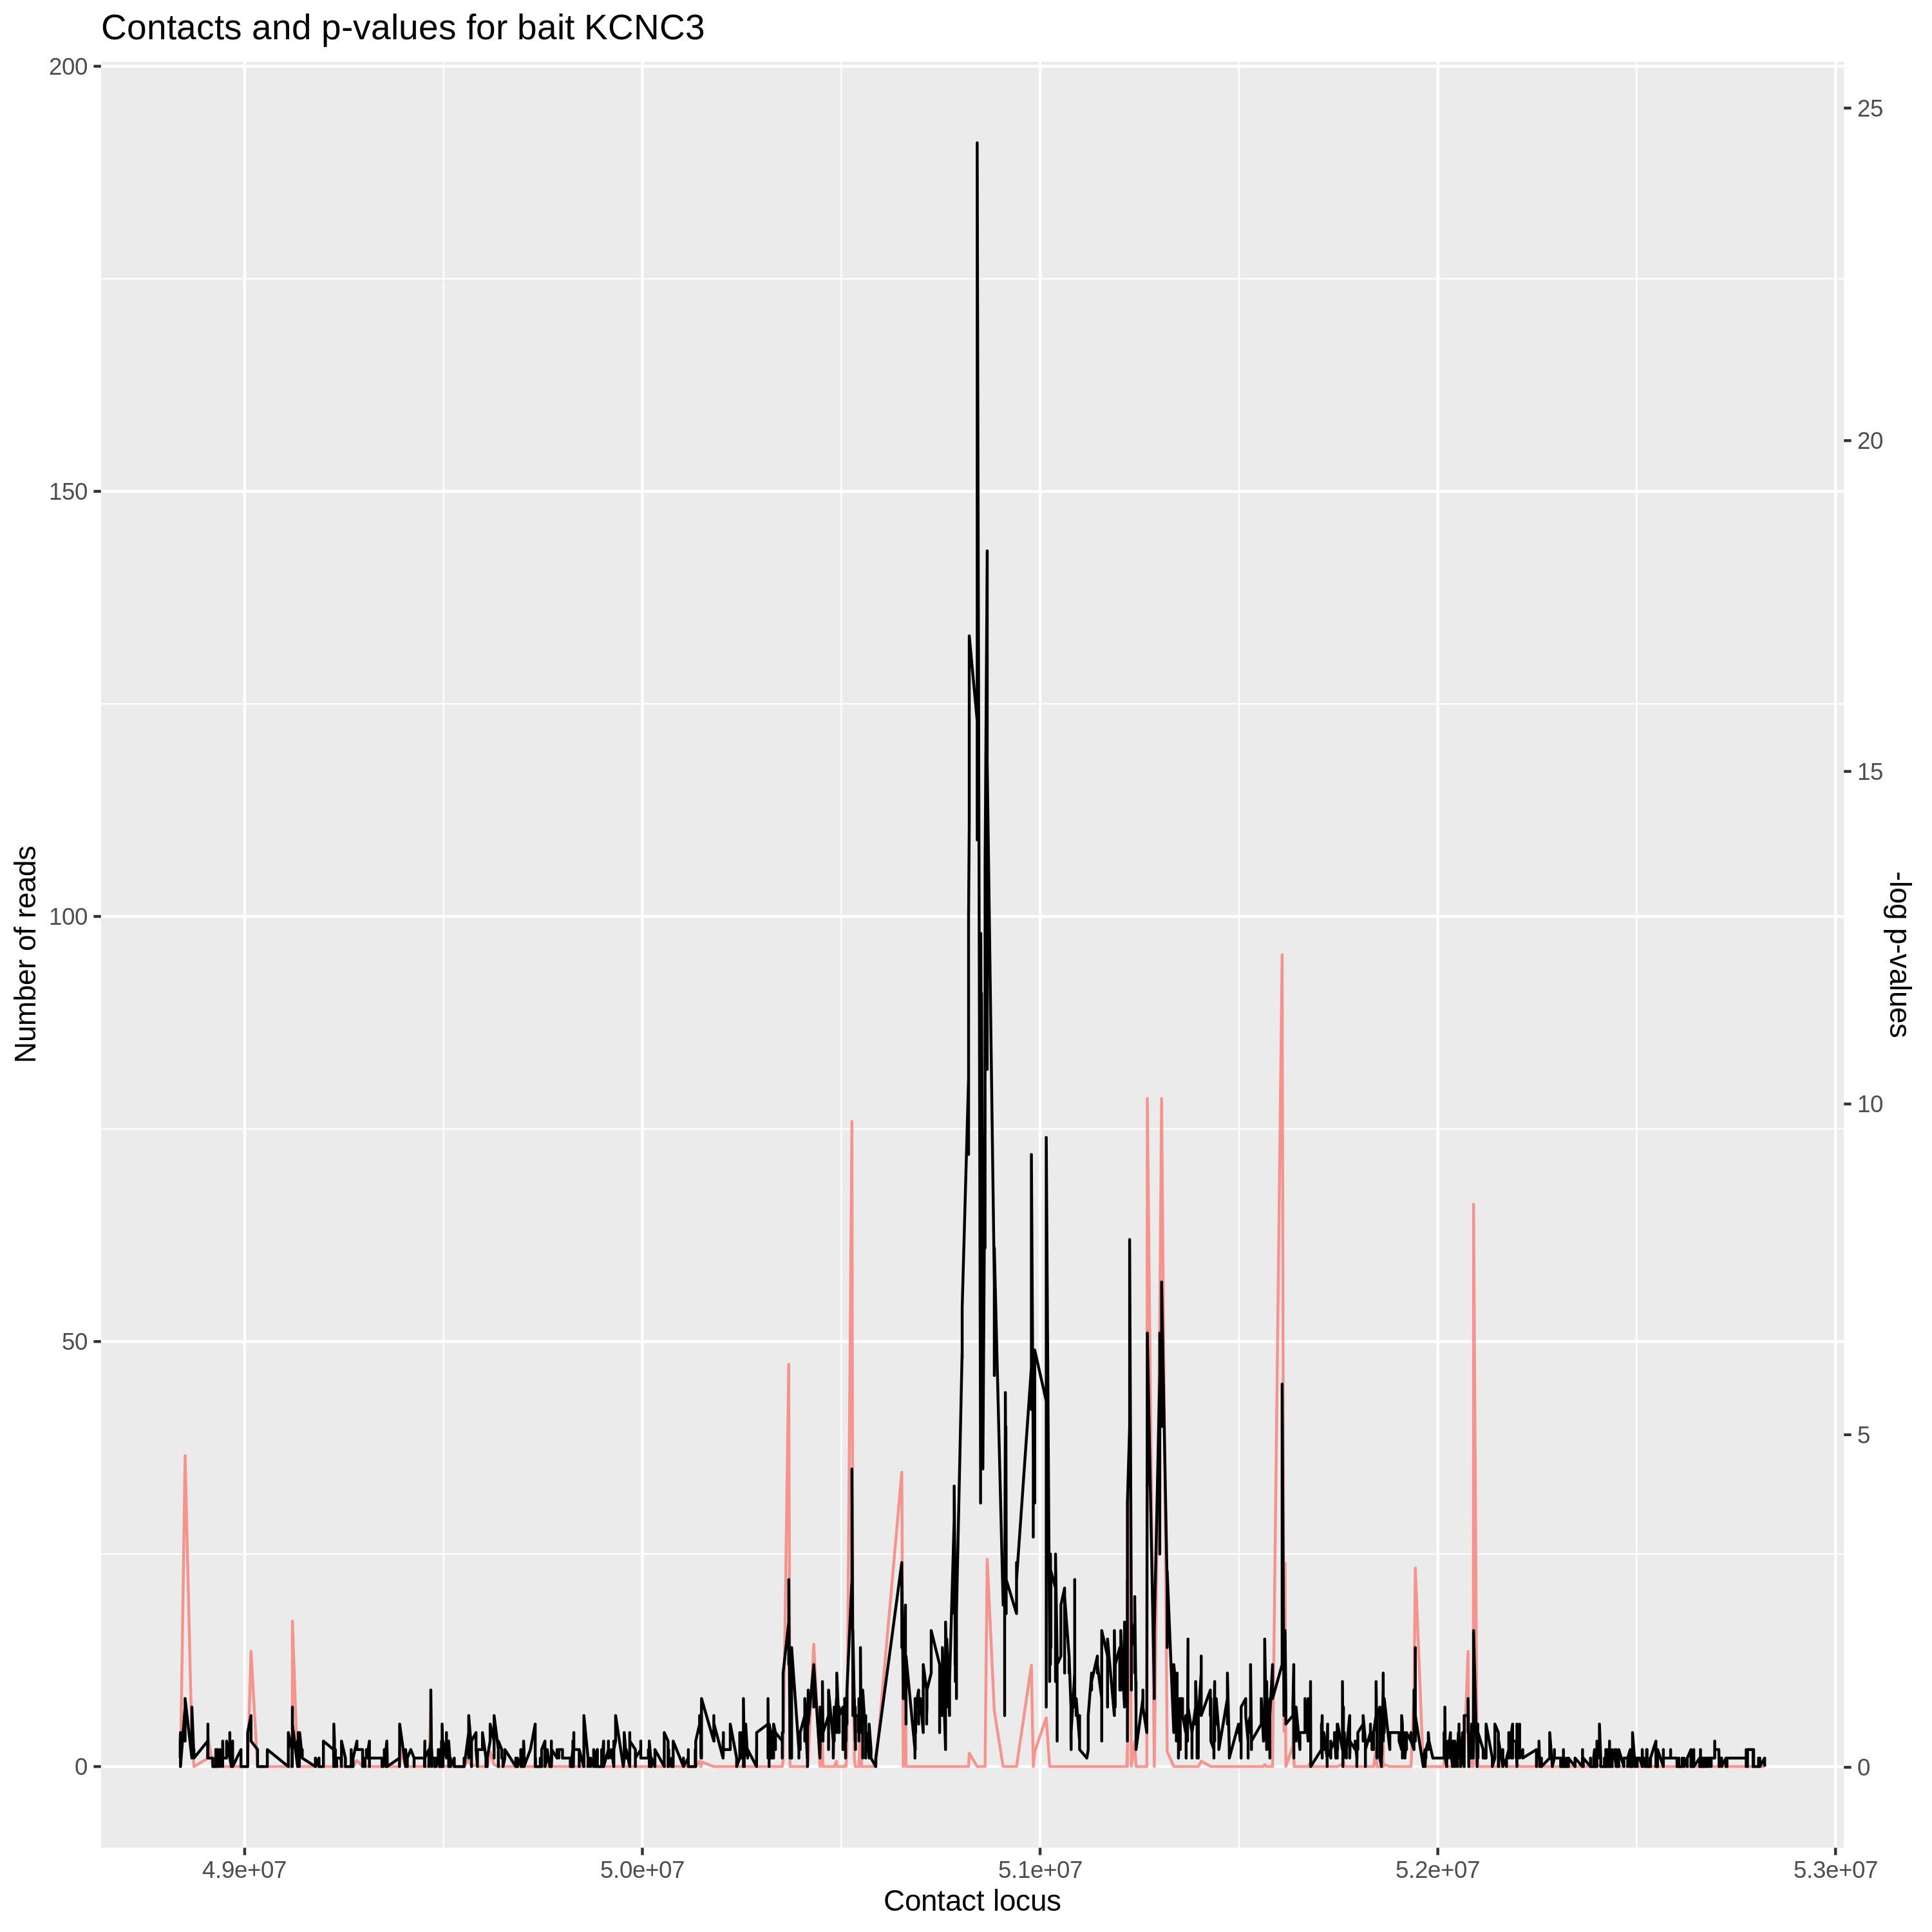 Contacts and p-values for bait KCNC3
200
150
100
50
0
25
20
15
10
5
0
Number of reads
-log p-values
4.9e+07
5.0e+07
5.1e+07
5.2e+07
5.3e+07
Contact locus